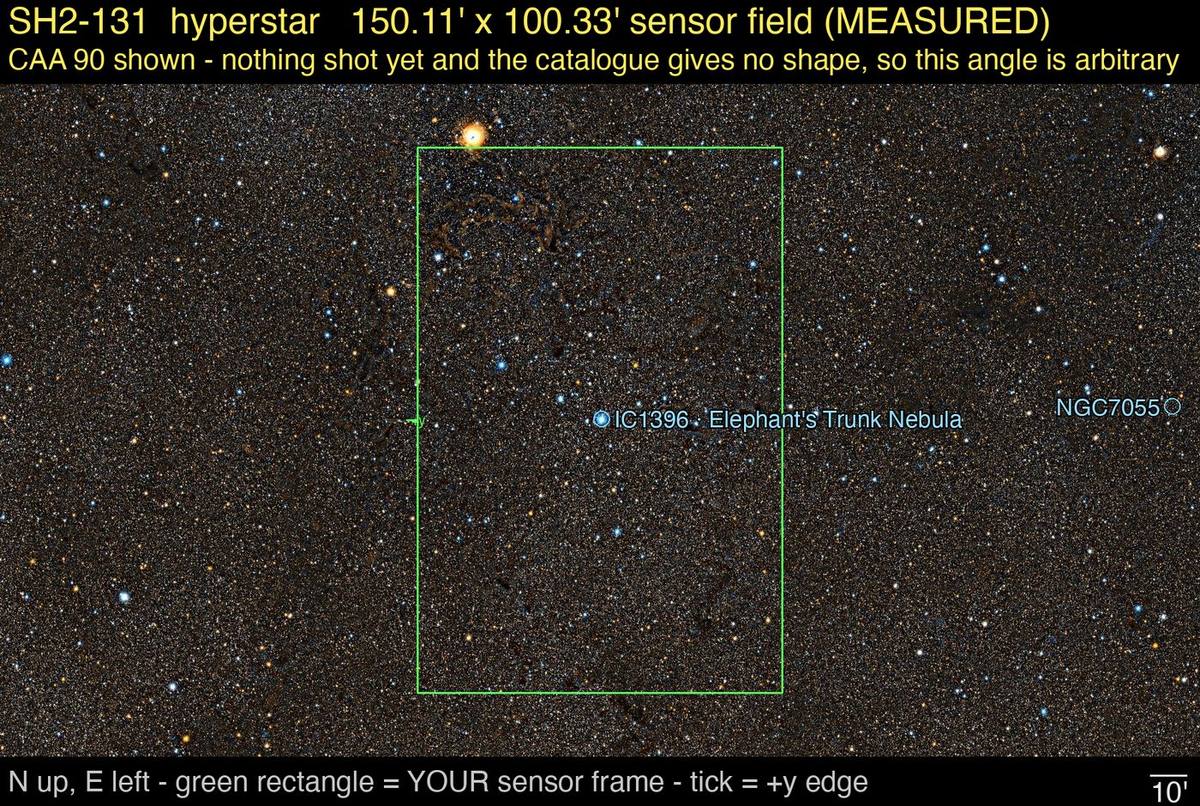 SH2-131 hyperstar 150.11' x 100.33' sensor field (MEASURED)
CAA 90 shown - nothing shot yet and the catalogue gives no shape, so this angle is arbitrary
NGC7055
IC1396 - Elephant's Trunk Nebula
+y
N up, E left - green rectangle = YOUR sensor frame - tick = +y edge
10'